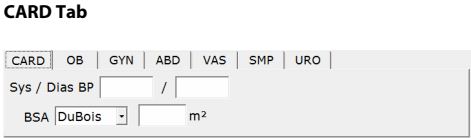 CARD Tab
CARD OB GYN ABD VAS SMP URO
Sys / Dias BP /
BSA DuBois m²